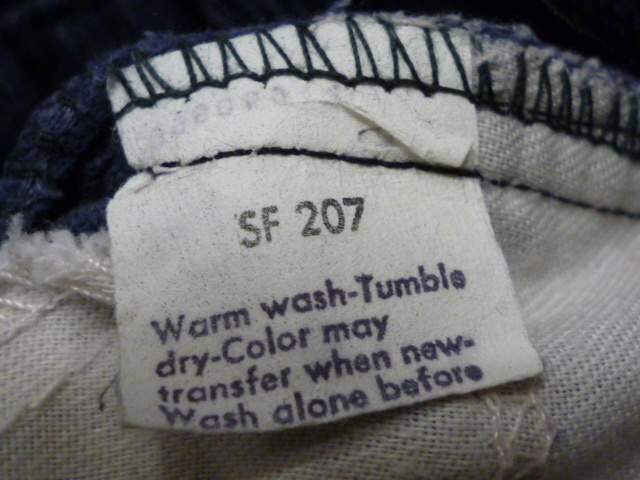 SF 207
Warm wash-Tumble
dry-Color may
transfer when new-
Wash alone before